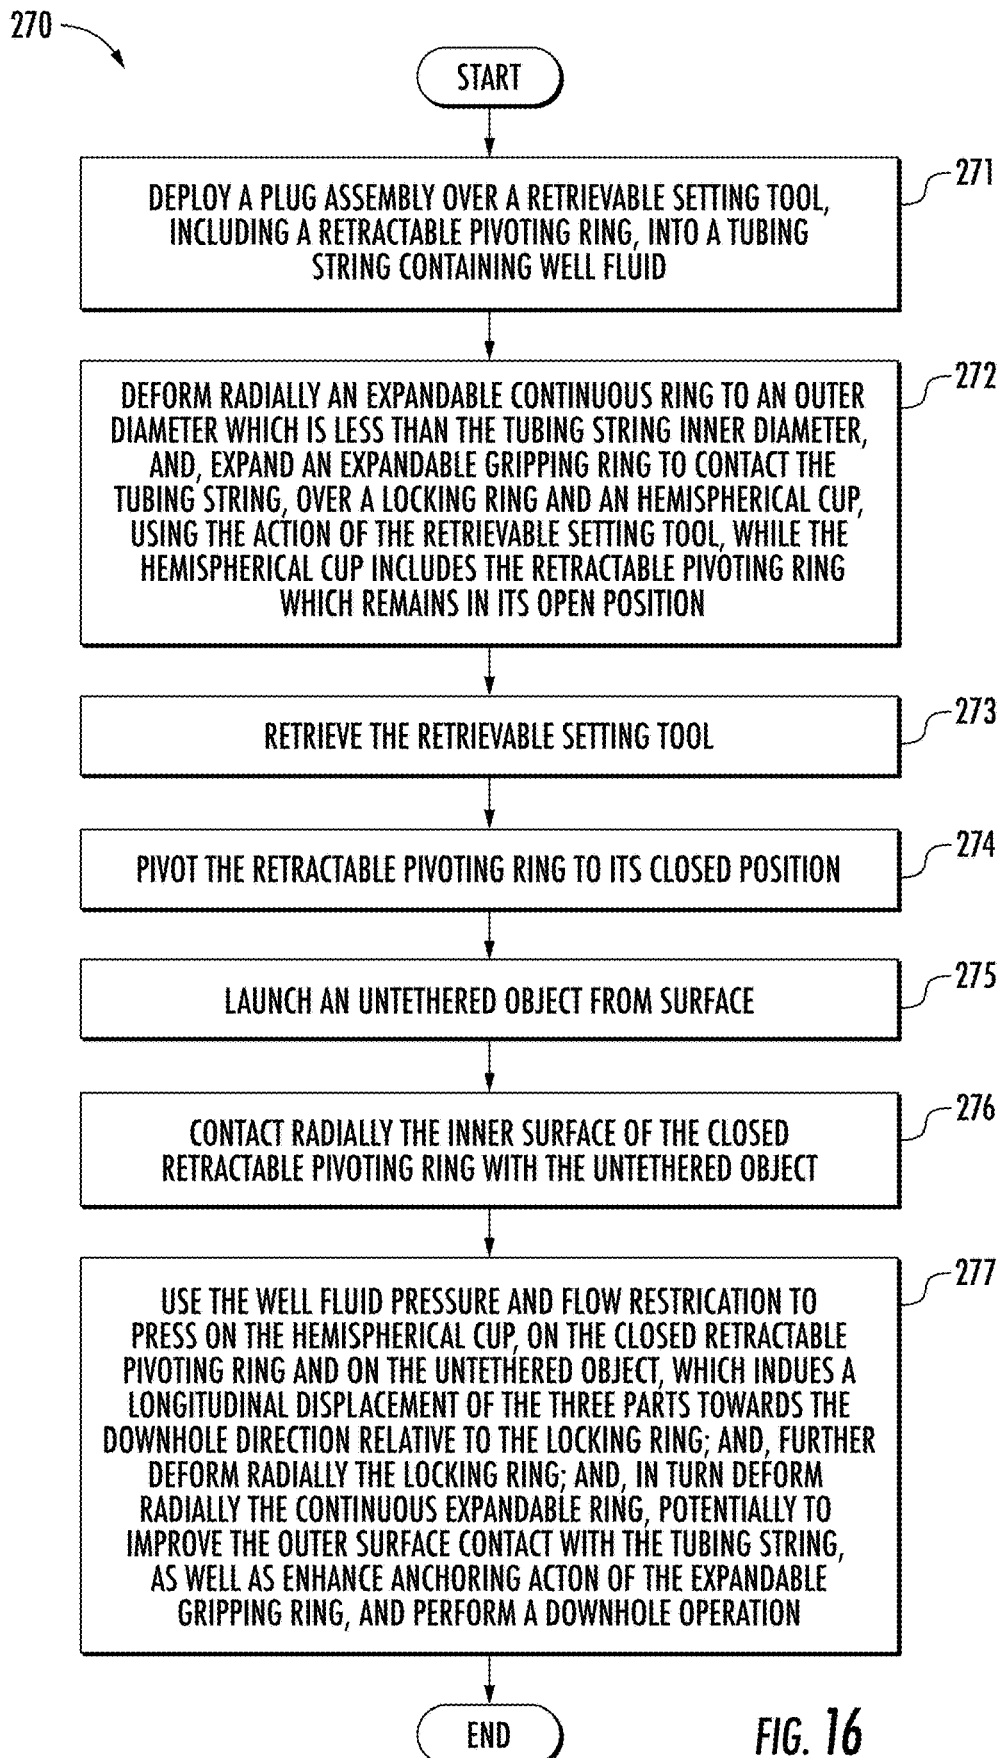 270
START
271
DEPLOY A PLUG ASSEMBLY OVER A RETRIEVABLE SETTING TOOL,
INCLUDING A RETRACTABLE PIVOTING RING, INTO A TUBING
STRING CONTAINING WELL FLUID
272
DEFORM RADIALLY AN EXPANDABLE CONTINUOUS RING TO AN OUTER
DIAMETER WHICH IS LESS THAN THE TUBING STRING INNER DIAMETER,
AND, EXPAND AN EXPANDABLE GRIPPING RING TO CONTACT THE
TUBING STRING, OVER A LOCKING RING AND AN HEMISPHERICAL CUP,
USING THE ACTION OF THE RETRIEVABLE SETTING TOOL, WHILE THE
HEMISPHERICAL CUP INCLUDES THE RETRACTABLE PIVOTING RING
WHICH REMAINS IN ITS OPEN POSITION
273
RETRIEVE THE RETRIEVABLE SETTING TOOL
274
PIVOT THE RETRACTABLE PIVOTING RING TO ITS CLOSED POSITION
275
LAUNCH AN UNTETHERED OBJECT FROM SURFACE
276
CONTACT RADIALLY THE INNER SURFACE OF THE CLOSED
RETRACTABLE PIVOTING RING WITH THE UNTETHERED OBJECT
277
USE THE WELL FLUID PRESSURE AND FLOW RESTRICATION TO
PRESS ON THE HEMISPHERICAL CUP, ON THE CLOSED RETRACTABLE
PIVOTING RING AND ON THE UNTETHERED OBJECT, WHICH INDUES A
LONGITUDINAL DISPLACEMENT OF THE THREE PARTS TOWARDS THE
DOWNHOLE DIRECTION RELATIVE TO THE LOCKING RING; AND, FURTHER
DEFORM RADIALLY THE LOCKING RING; AND, IN TURN DEFORM
RADIALLY THE CONTINUOUS EXPANDABLE RING, POTENTIALLY TO
IMPROVE THE OUTER SURFACE CONTACT WITH THE TUBING STRING,
AS WELL AS ENHANCE ANCHORING ACTON OF THE EXPANDABLE
GRIPPING RING, AND PERFORM A DOWNHOLE OPERATION
END
FIG. 16